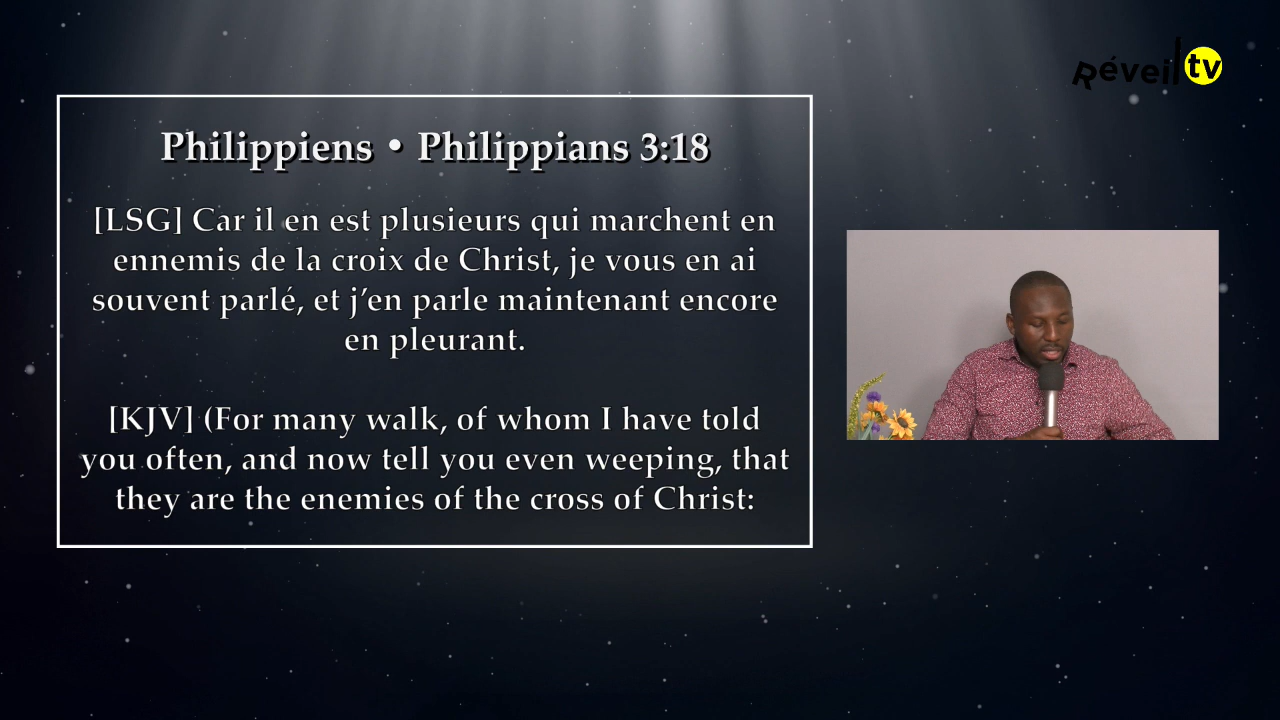 Réveil tv
Philippiens • Philippians 3:18
[LSG] Car il en est plusieurs qui marchent en
ennemis de la croix de Christ, je vous en ai
souvent parlé, et j’en parle maintenant encore
en pleurant.
[KJV] (For many walk, of whom I have told
you often, and now tell you even weeping, that
they are the enemies of the cross of Christ: